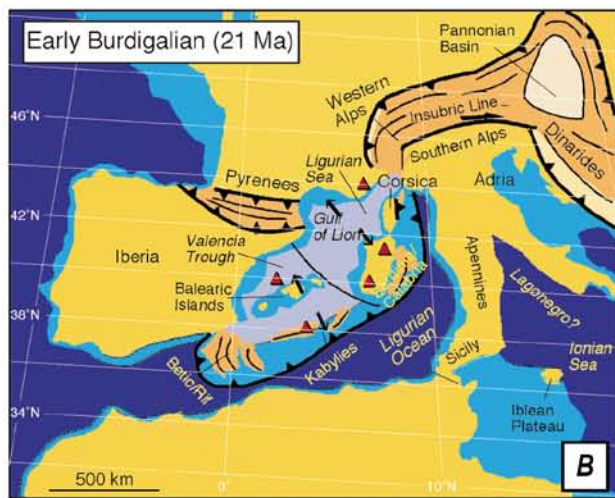 Early Burdigalian (21 Ma)
Pannonian
Basin
46°N
Western
Alps
Insubric Line
Southern Alps
Dinarides
Ligurian
Sea
Pyrenees
Corsica
Adria
42°N
Gulf
of Lion
Iberia
Valencia
Trough
Calabria
Apennines
Lagonegro?
Balearic
Islands
38°N
Ligurian
Ocean
Ionian
Sea
Kabylies
Sicily
Betic/Rif
Iblean
Plateau
34°N
500 km
0°
10°N
B